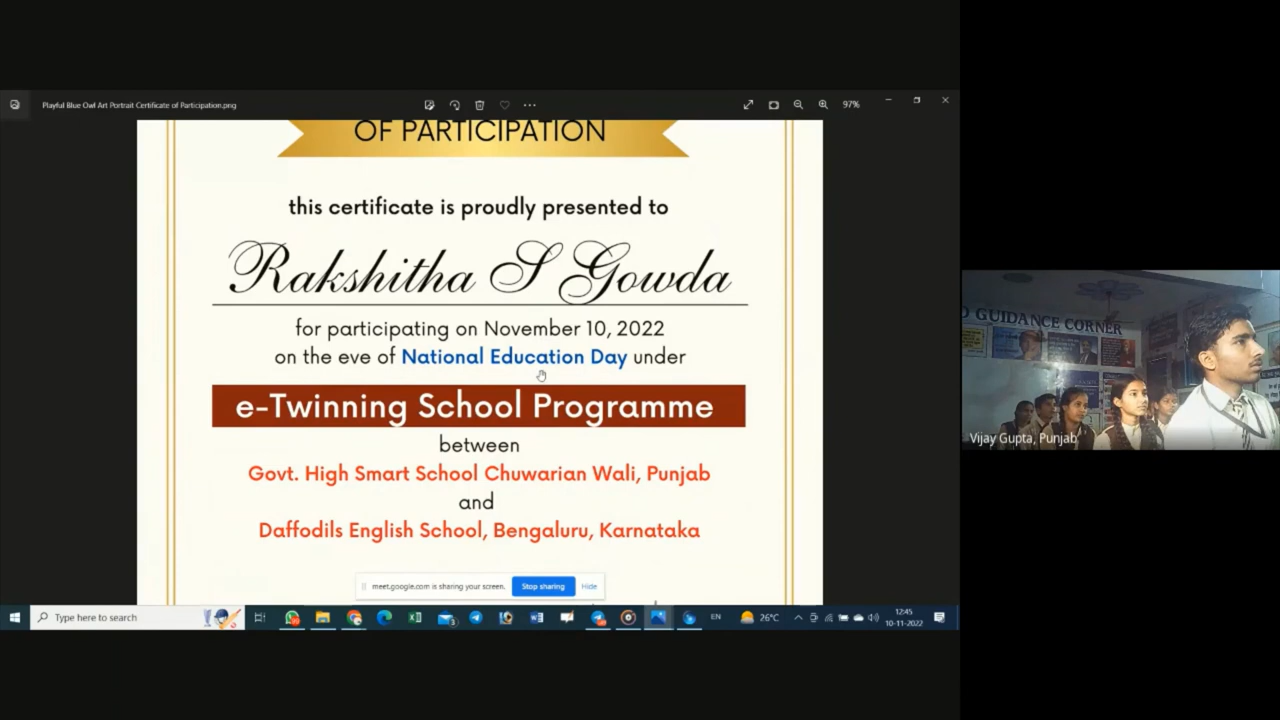 Playful Blue Owl Art Portrait Certificate of Participation.png
97%
OF PARTICIPATION
this certificate is proudly presented to
Rakshitha S Gowda
for participating on November 10, 2022
on the eve of National Education Day under
e-Twinning School Programme
between
Govt. High Smart School Chuwarian Wali, Punjab
and
Daffodils English School, Bengaluru, Karnataka
meet.google.com is sharing your screen. Stop sharing Hide
Type here to search
EN
26°C
12:45
10-11-2022
GUIDANCE CORNER
Vijay Gupta, Punjab